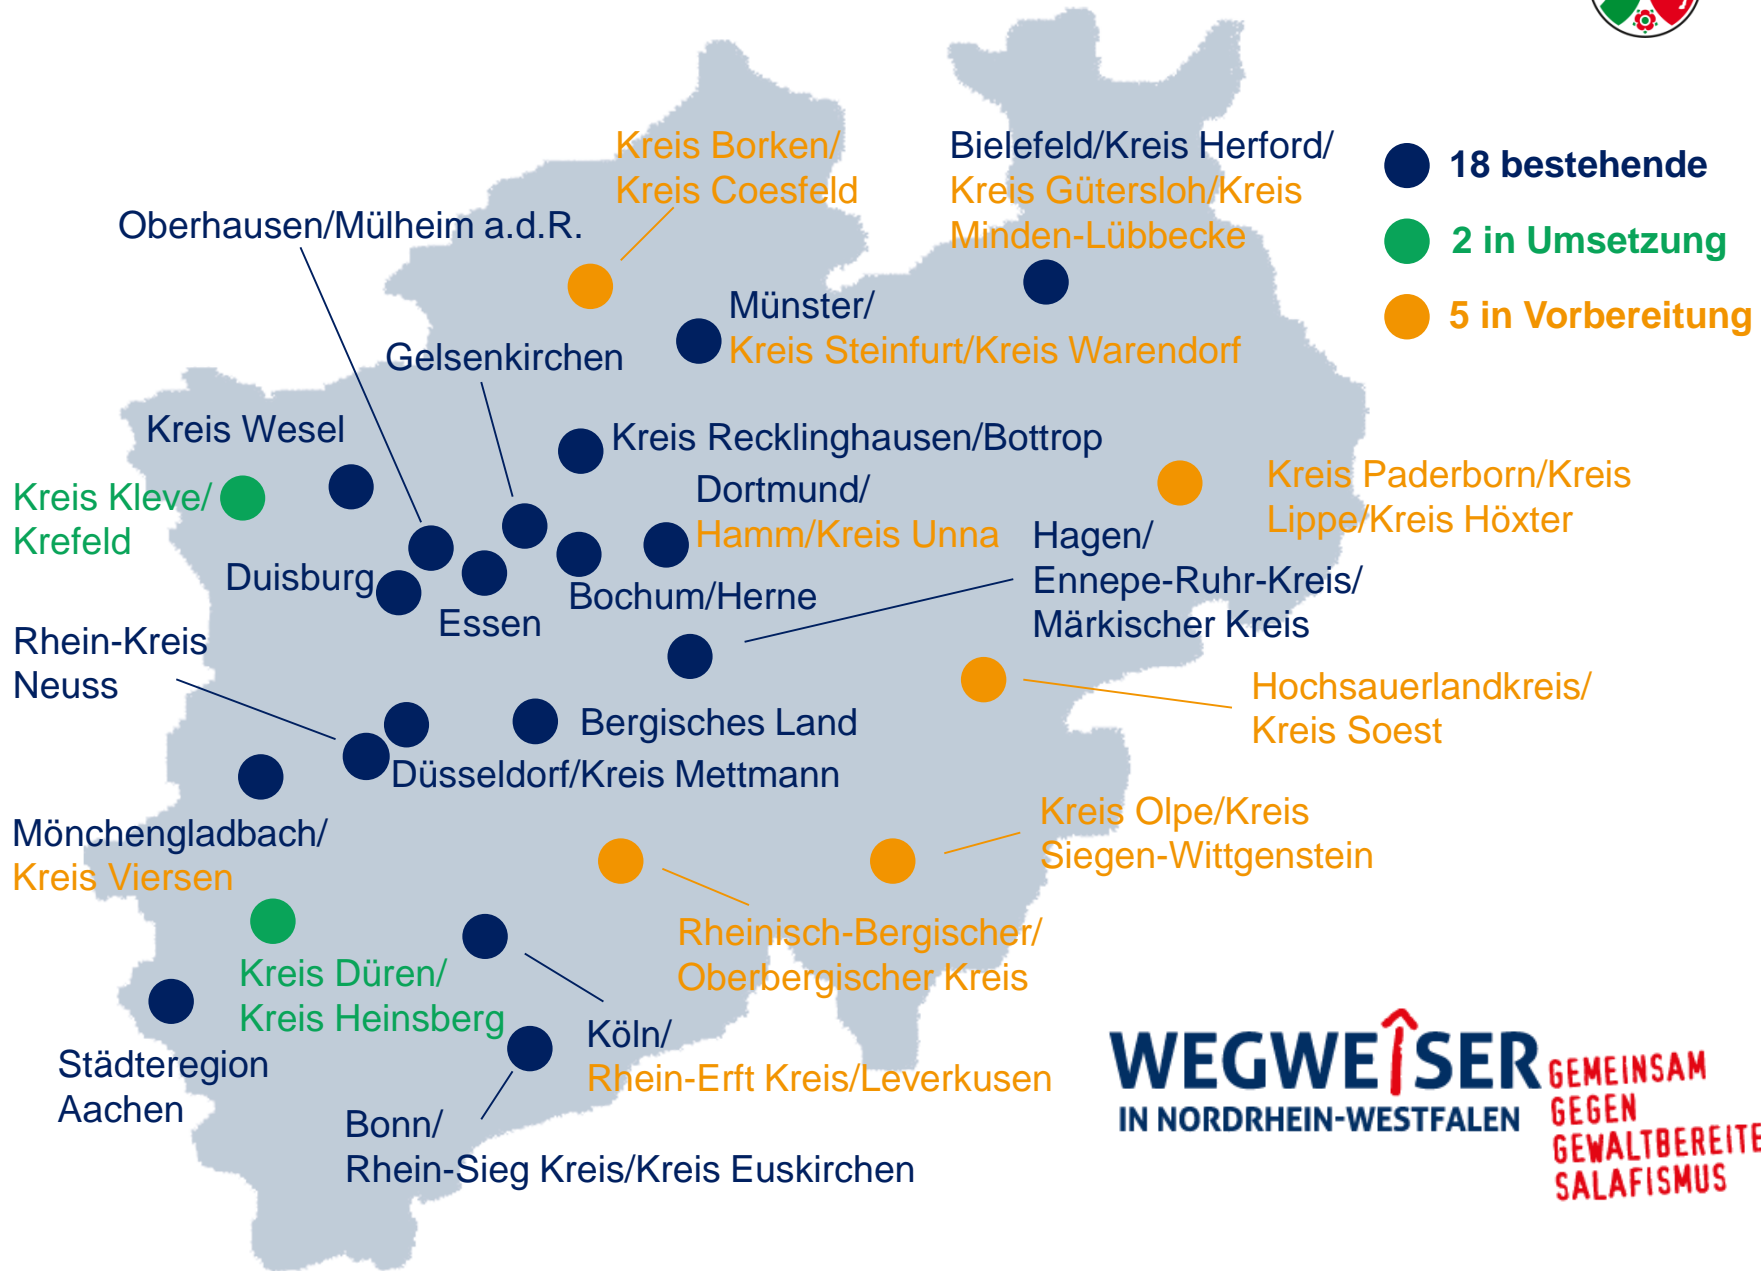 Kreis Borken/
Kreis Coesfeld
Bielefeld/Kreis Herford/
Kreis Gütersloh/Kreis
Minden-Lübbecke
18 bestehende
2 in Umsetzung
5 in Vorbereitung
Oberhausen/Mülheim a.d.R.
Münster/
Kreis Steinfurt/Kreis Warendorf
Gelsenkirchen
Kreis Wesel
Kreis Recklinghausen/Bottrop
Kreis Kleve/
Krefeld
Dortmund/
Hamm/Kreis Unna
Kreis Paderborn/Kreis
Lippe/Kreis Höxter
Hagen/
Ennepe-Ruhr-Kreis/
Märkischer Kreis
Duisburg
Essen
Bochum/Herne
Rhein-Kreis
Neuss
Hochsauerlandkreis/
Kreis Soest
Bergisches Land
Düsseldorf/Kreis Mettmann
Mönchengladbach/
Kreis Viersen
Kreis Olpe/Kreis
Siegen-Wittgenstein
Rheinisch-Bergischer/
Oberbergischer Kreis
Kreis Düren/
Kreis Heinsberg
Köln/
Rhein-Erft Kreis/Leverkusen
Städteregion
Aachen
Bonn/
Rhein-Sieg Kreis/Kreis Euskirchen
WEGWEISER
IN NORDRHEIN-WESTFALEN
GEMEINSAM
GEGEN
GEWALTBEREITE
SALAFISMUS